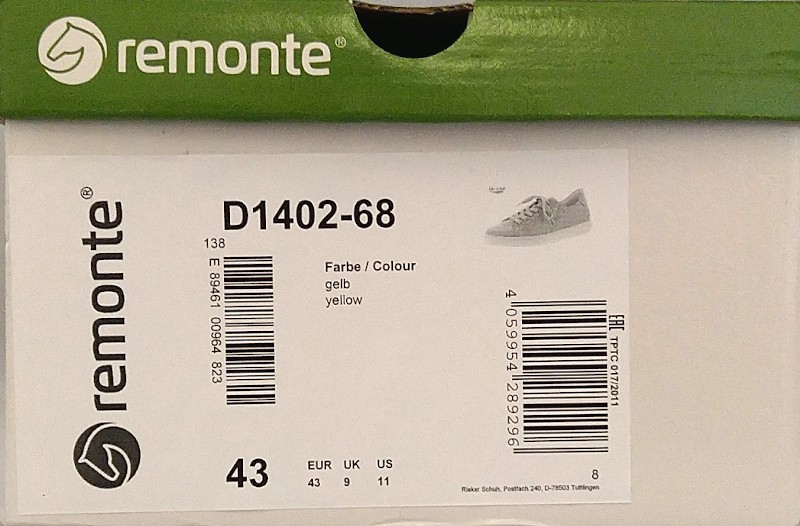 remonte®
remonte®
D1402-68
138
E 89461 00964 823
Farbe / Colour
gelb
yellow
4 059954 289296
EAC TPTC 017/2011
43
EUR UK US
43 9 11
8
Rieker Schuh, Postfach 240, D-78503 Tuttlingen